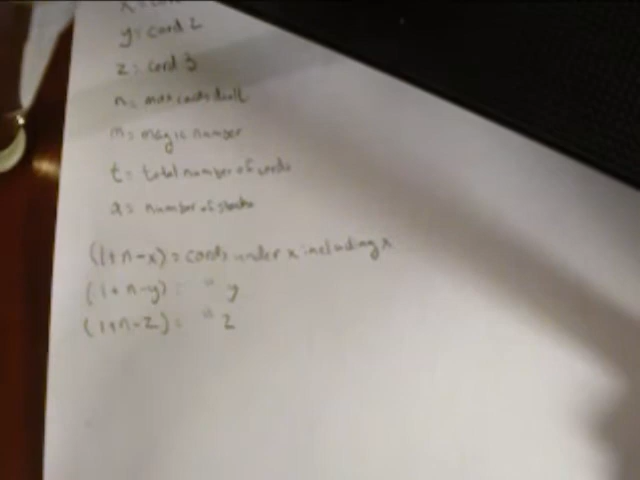 x = card
y = card 2
z = card 3
n = max cards dealt
m = magic number
t = total number of cards
a = number of stacks
(1+n-x) = cards under x including x
(1+n-y) = " y
(1+n-z) = " z